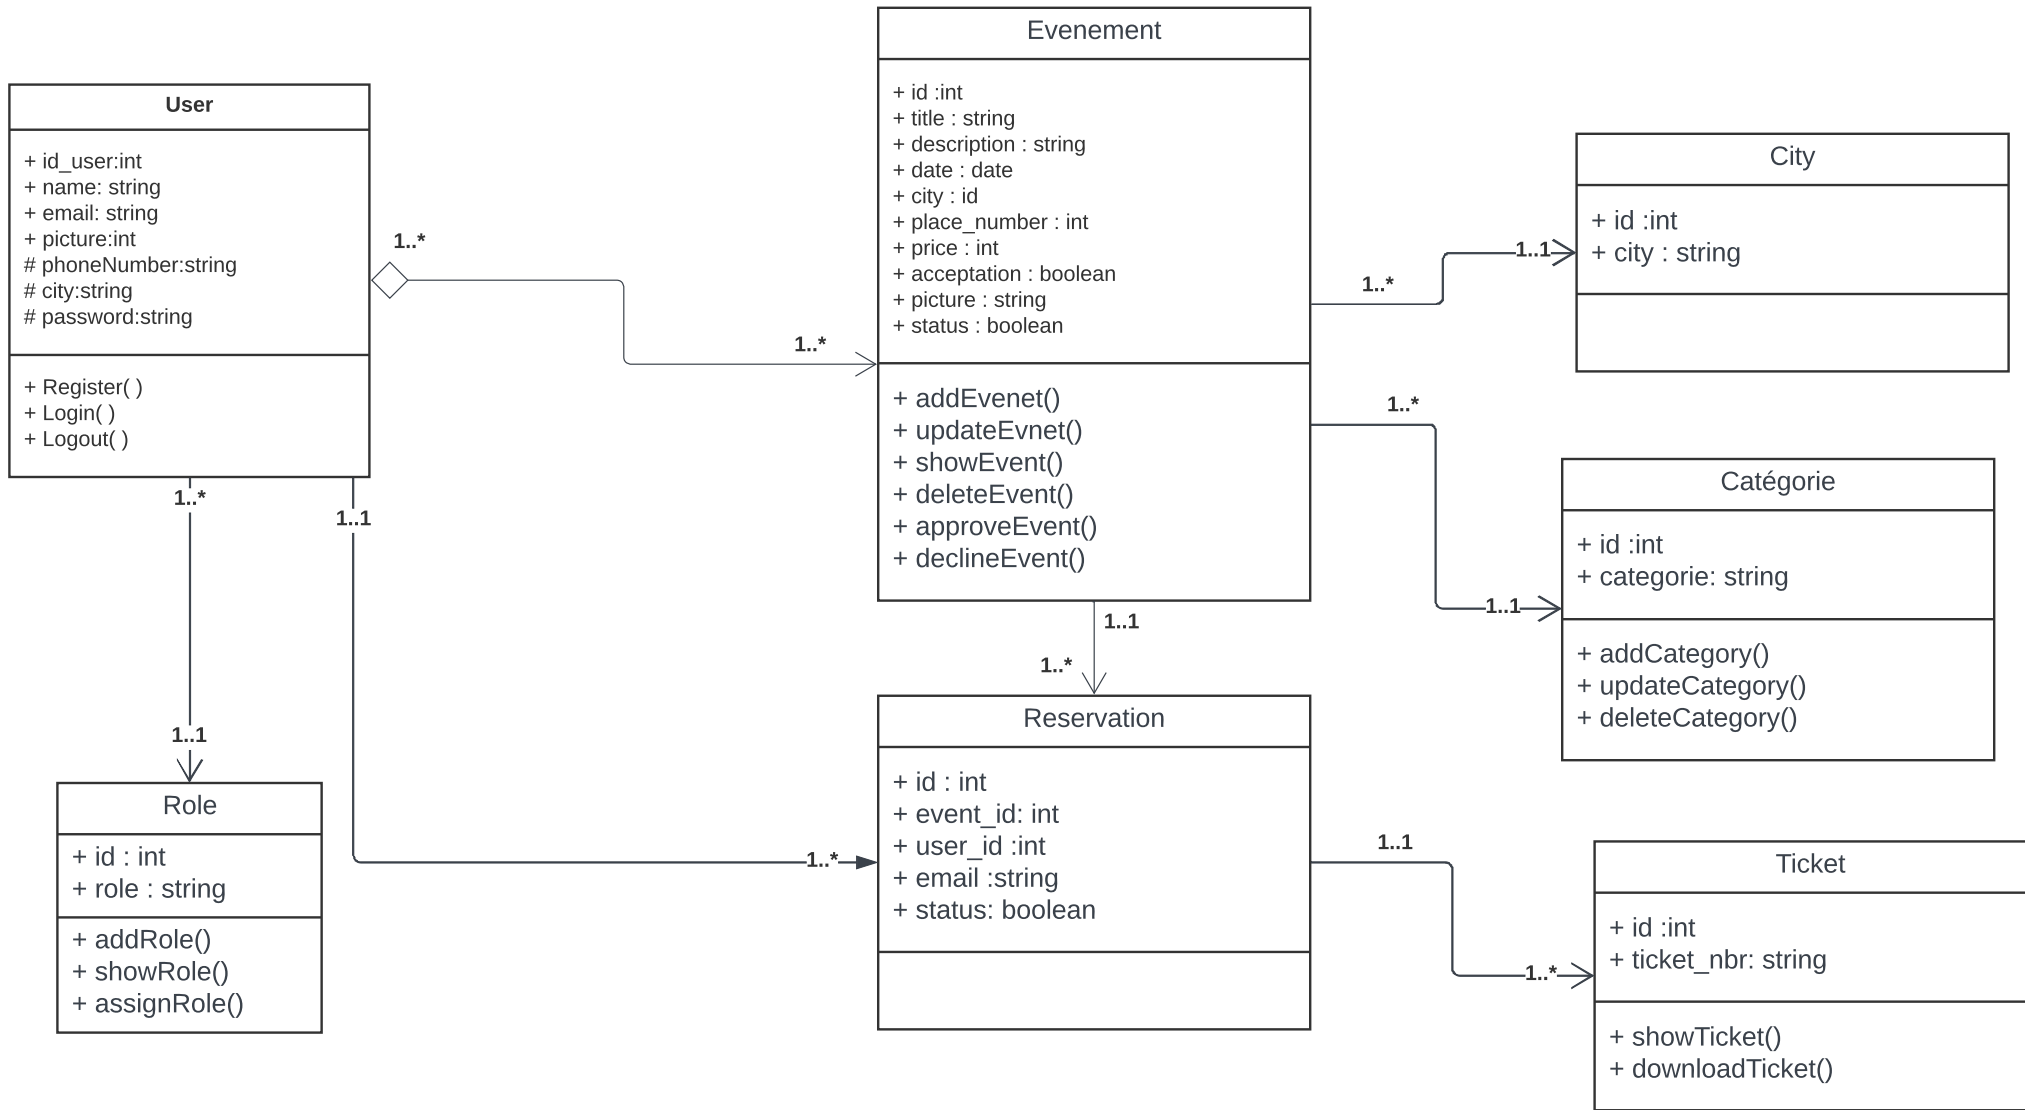 User
+ id_user:int
+ name: string
+ email: string
+ picture:int
# phoneNumber:string
# city:string
# password:string
+ Register( )
+ Login( )
+ Logout( )
1..*
1..*
Evenement
+ id :int
+ title : string
+ description : string
+ date : date
+ city : id
+ place_number : int
+ price : int
+ acceptation : boolean
+ picture : string
+ status : boolean
+ addEvenet()
+ updateEvnet()
+ showEvent()
+ deleteEvent()
+ approveEvent()
+ declineEvent()
1..*
1..1
City
+ id :int
+ city : string
1..*
1..1
Catégorie
+ id :int
+ categorie: string
+ addCategory()
+ updateCategory()
+ deleteCategory()
1..*
1..1
Role
+ id : int
+ role : string
+ addRole()
+ showRole()
+ assignRole()
1..1
1..*
1..1
1..*
Reservation
+ id : int
+ event_id: int
+ user_id :int
+ email :string
+ status: boolean
1..1
1..*
Ticket
+ id :int
+ ticket_nbr: string
+ showTicket()
+ downloadTicket()